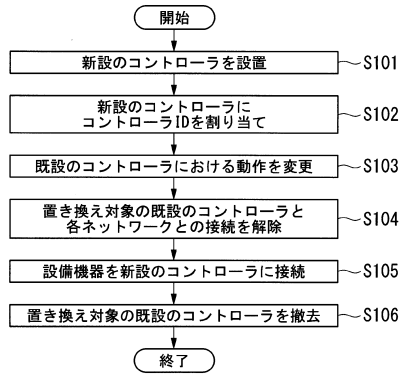 開始
新設のコントローラを設置
S101
新設のコントローラに
コントローラIDを割り当て
S102
既設のコントローラにおける動作を変更
S103
置き換え対象の既設のコントローラと
各ネットワークとの接続を解除
S104
設備機器を新設のコントローラに接続
S105
置き換え対象の既設のコントローラを撤去
S106
終了